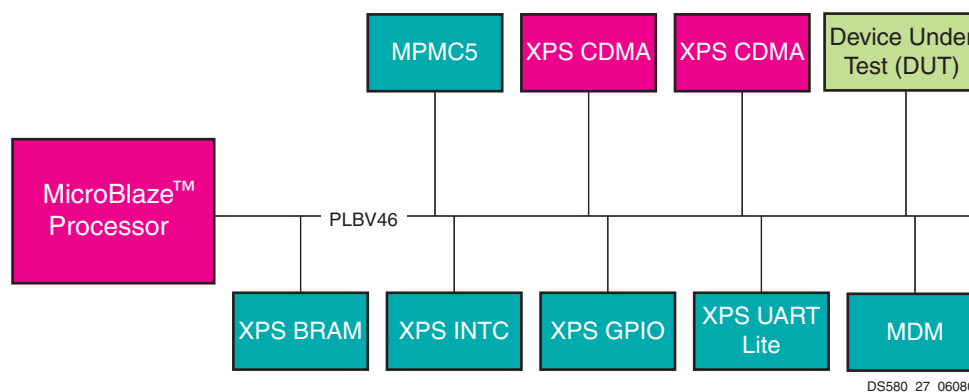 MPMC5
XPS CDMA
XPS CDMA
Device Under
Test (DUT)
MicroBlaze™
Processor
PLBV46
XPS BRAM
XPS INTC
XPS GPIO
XPS UART
Lite
MDM
DS580_27_06080